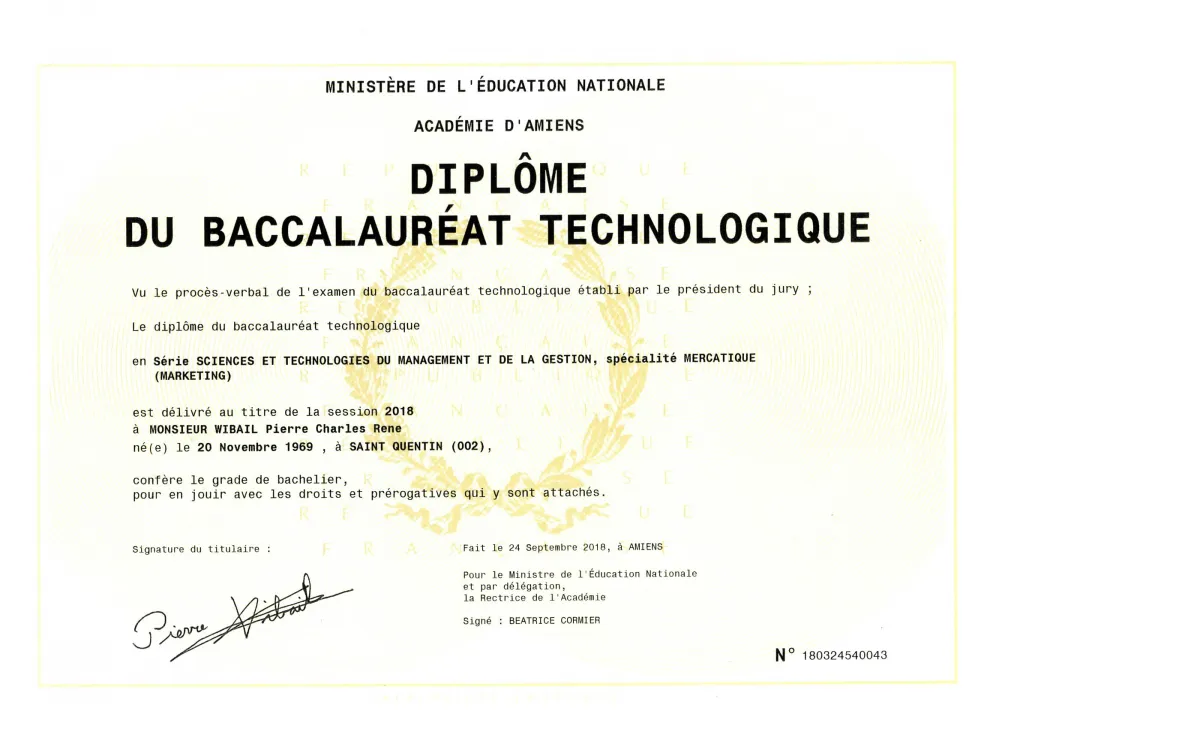 MINISTÈRE DE L'ÉDUCATION NATIONALE
ACADÉMIE D'AMIENS
DIPLÔME
DU BACCALAURÉAT TECHNOLOGIQUE
Vu le procès-verbal de l'examen du baccalauréat technologique établi par le président du jury ;
Le diplôme du baccalauréat technologique
en Série SCIENCES ET TECHNOLOGIES DU MANAGEMENT ET DE LA GESTION, spécialité MERCATIQUE
(MARKETING)
est délivré au titre de la session 2018
à MONSIEUR WIBAIL Pierre Charles Rene
né(e) le 20 Novembre 1969 , à SAINT QUENTIN (002),
confère le grade de bachelier,
pour en jouir avec les droits et prérogatives qui y sont attachés.
Signature du titulaire :
Pierre Wibail
Fait le 24 Septembre 2018, à AMIENS
Pour le Ministre de l'Éducation Nationale
et par délégation,
la Rectrice de l'Académie
Signé : BEATRICE CORMIER
N° 180324540043